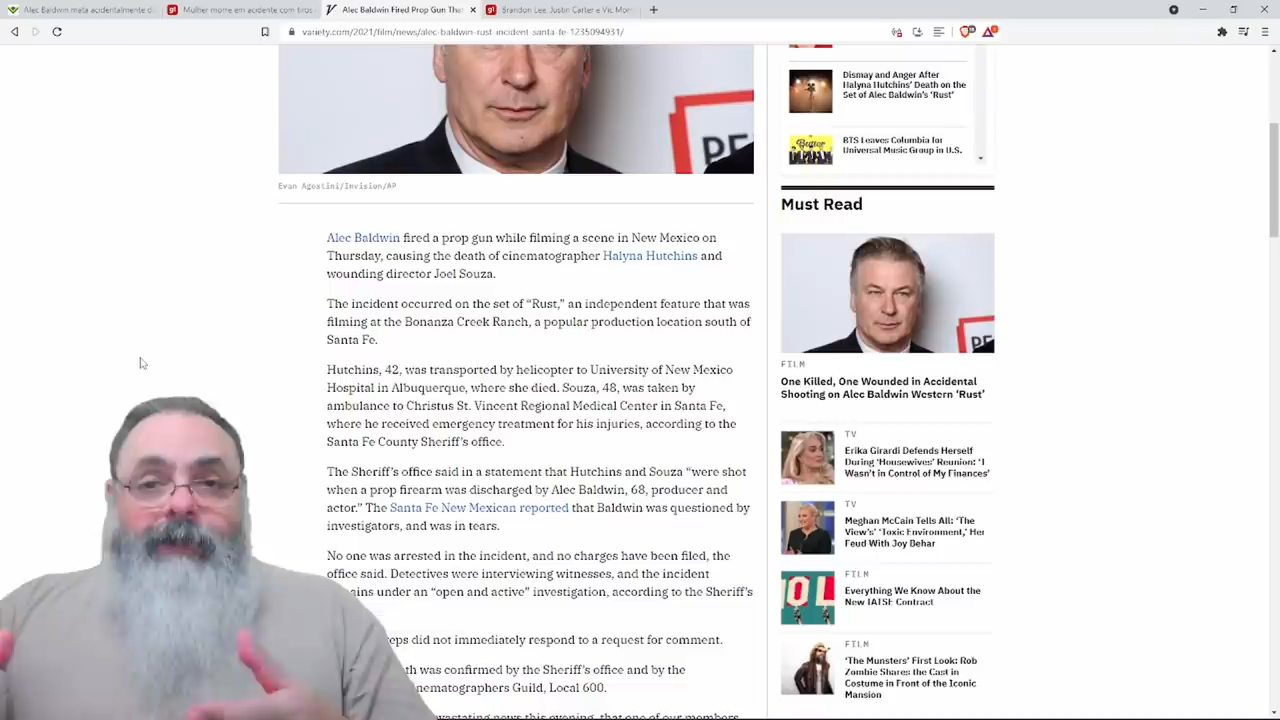 Alec Baldwin mata acidentalmente di
Mulher morre em acidente com tiros
Alec Baldwin Fired Prop Gun That
Brandon Lee, Justin Carter e Vic Morr
variety.com/2021/film/news/alec-baldwin-rust-incident-santa-fe-1235094931/
Evan Agostini/Invision/AP
Alec Baldwin fired a prop gun while filming a scene in New Mexico on
Thursday, causing the death of cinematographer Halyna Hutchins and
wounding director Joel Souza.
The incident occurred on the set of “Rust,” an independent feature that was
filming at the Bonanza Creek Ranch, a popular production location south of
Santa Fe.
Hutchins, 42, was transported by helicopter to University of New Mexico
Hospital in Albuquerque, where she died. Souza, 48, was taken by
ambulance to Christus St. Vincent Regional Medical Center in Santa Fe,
where he received emergency treatment for his injuries, according to the
Santa Fe County Sheriff’s office.
The Sheriff’s office said in a statement that Hutchins and Souza “were shot
when a prop firearm was discharged by Alec Baldwin, 68, producer and
actor.” The Santa Fe New Mexican reported that Baldwin was questioned by
investigators, and was in tears.
No one was arrested in the incident, and no charges have been filed, the
office said. Detectives were interviewing witnesses, and the incident
ains under an “open and active” investigation, according to the Sheriff’s
eps did not immediately respond to a request for comment.
th was confirmed by the Sheriff’s office and by the
nematographers Guild, Local 600.
vastating news this evening, that one of our members
Dismay and Anger After
Halyna Hutchins’ Death on the
Set of Alec Baldwin’s ‘Rust’
BTS Leaves Columbia for
Universal Music Group in U.S.
Must Read
FILM
One Killed, One Wounded in Accidental
Shooting on Alec Baldwin Western ‘Rust’
TV
Erika Girardi Defends Herself
During ‘Housewives’ Reunion: ‘I
Wasn’t in Control of My Finances’
TV
Meghan McCain Tells All: ‘The
View’s’ ‘Toxic Environment,’ Her
Feud With Joy Behar
FILM
Everything We Know About the
New IATSE Contract
FILM
‘The Munsters’ First Look: Rob
Zombie Shares the Cast in
Costume in Front of the Iconic
Mansion